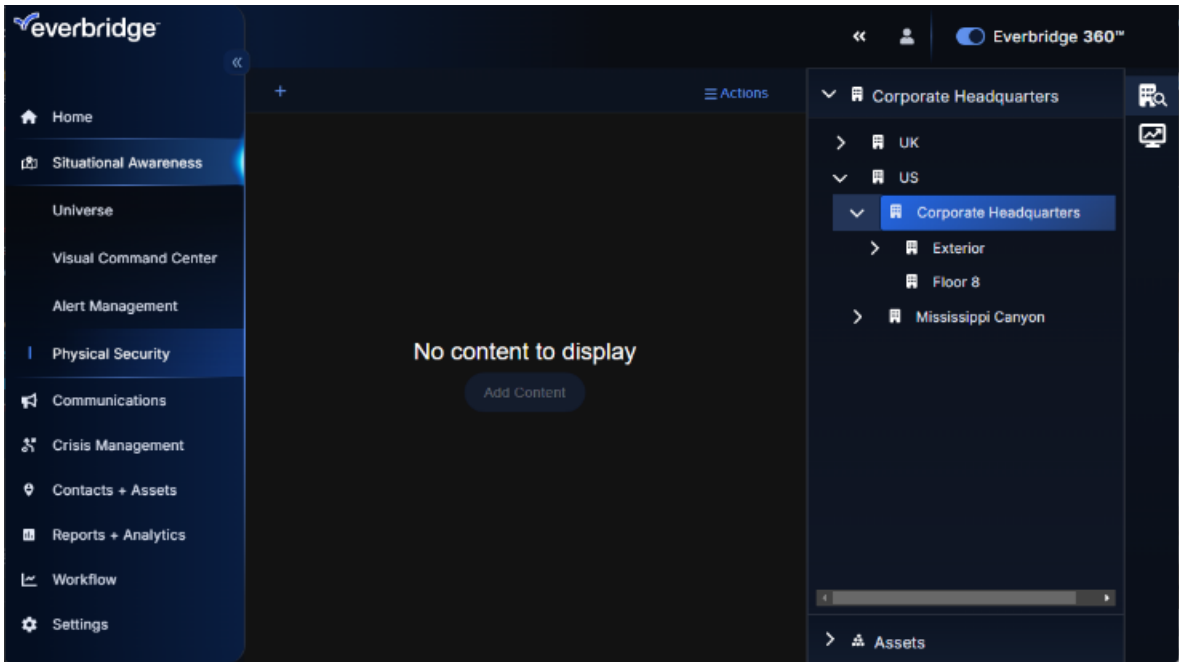 everbridge
Everbridge 360™
Home
Situational Awareness
Universe
Visual Command Center
Alert Management
Physical Security
Communications
Crisis Management
Contacts + Assets
Reports + Analytics
Workflow
Settings
+
Actions
No content to display
Add Content
Corporate Headquarters
UK
US
Corporate Headquarters
Exterior
Floor 8
Mississippi Canyon
Assets